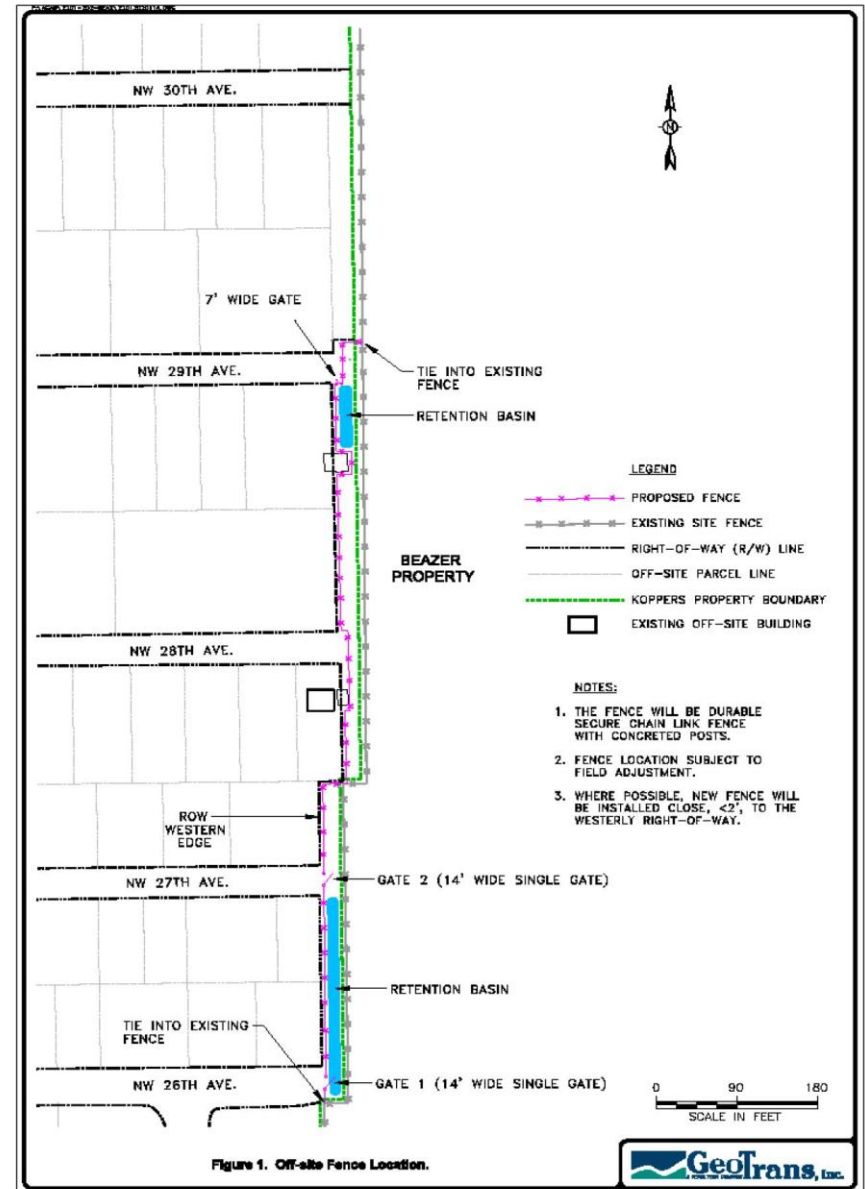 NW 30TH AVE.
N
7' WIDE GATE
NW 29TH AVE.
TIE INTO EXISTING
FENCE
RETENTION BASIN
LEGEND
PROPOSED FENCE
EXISTING SITE FENCE
RIGHT-OF-WAY (R/W) LINE
OFF-SITE PARCEL LINE
KOPPERS PROPERTY BOUNDARY
EXISTING OFF-SITE BUILDING
BEAZER
PROPERTY
NW 28TH AVE.
NOTES:
1. THE FENCE WILL BE DURABLE
SECURE CHAIN LINK FENCE
WITH CONCRETED POSTS.
2. FENCE LOCATION SUBJECT TO
FIELD ADJUSTMENT.
3. WHERE POSSIBLE, NEW FENCE WILL
BE INSTALLED CLOSE, <2', TO THE
WESTERLY RIGHT-OF-WAY.
ROW
WESTERN
EDGE
NW 27TH AVE.
GATE 2 (14' WIDE SINGLE GATE)
RETENTION BASIN
TIE INTO EXISTING
FENCE
NW 26TH AVE.
GATE 1 (14' WIDE SINGLE GATE)
0 90 180
SCALE IN FEET
Figure 1. Off-site Fence Location.
GeoTrans, Inc.